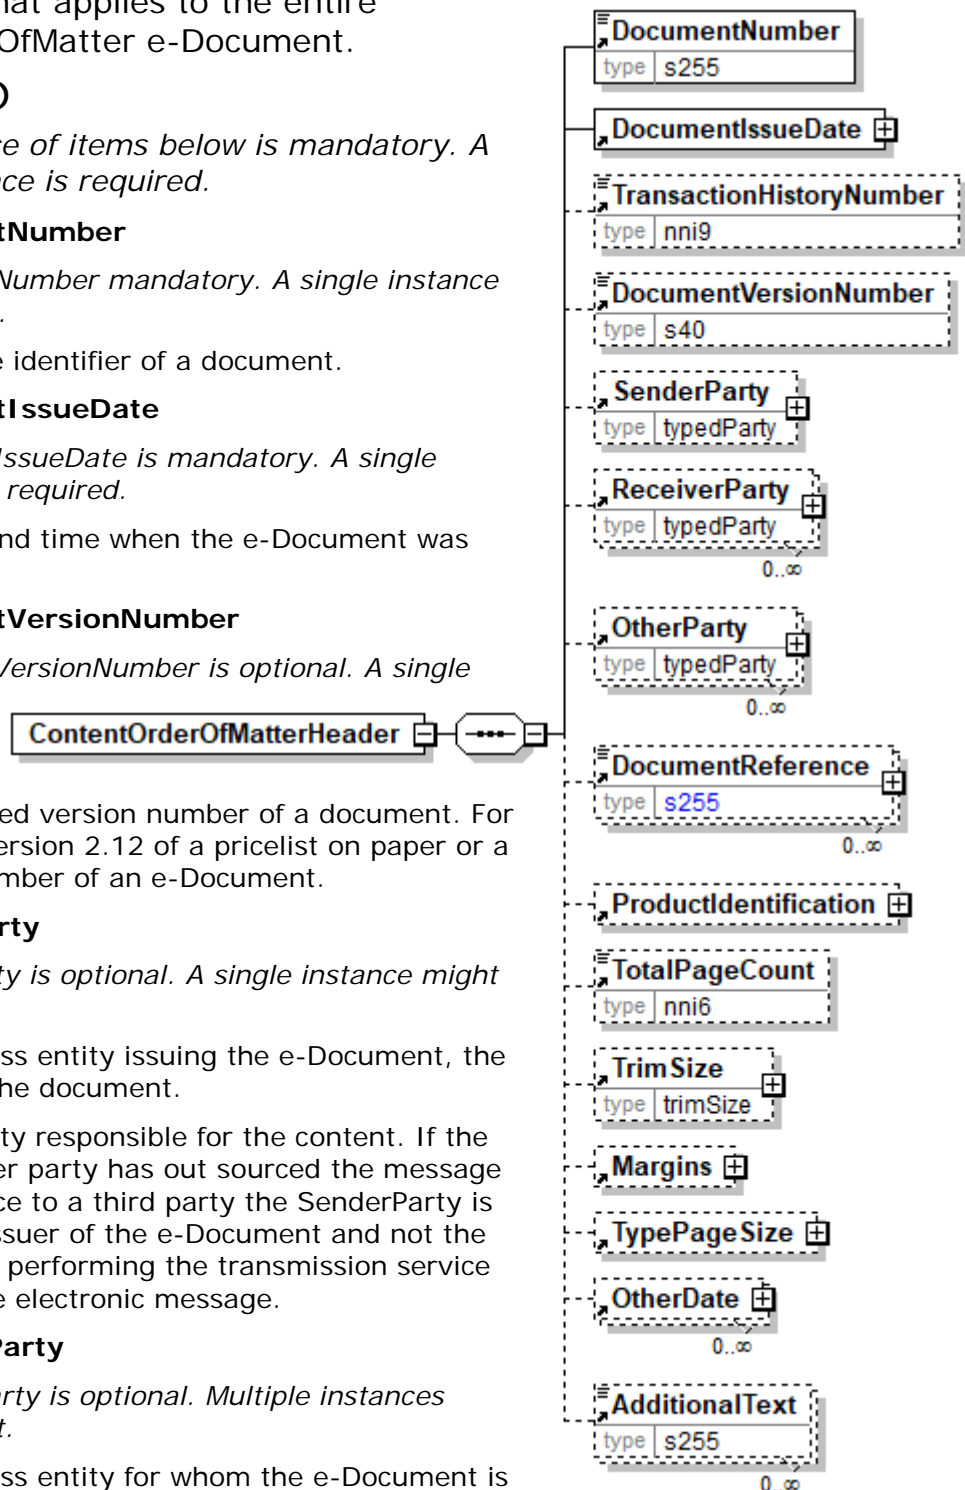 hat applies to the entire
OfMatter e-Document.
)
ce of items below is mandatory. A
nce is required.
tNumber
Number mandatory. A single instance
.
e identifier of a document.
tIssueDate
IssueDate is mandatory. A single
required.
nd time when the e-Document was
tVersionNumber
VersionNumber is optional. A single
ContentOrderOfMatterHeader
ed version number of a document. For
ersion 2.12 of a pricelist on paper or a
mber of an e-Document.
rty
ty is optional. A single instance might
ss entity issuing the e-Document, the
he document.
ty responsible for the content. If the
er party has out sourced the message
ce to a third party the SenderParty is
ssuer of the e-Document and not the
performing the transmission service
e electronic message.
Party
arty is optional. Multiple instances
t.
ss entity for whom the e-Document is
DocumentNumber
type s255
DocumentIssueDate
TransactionHistoryNumber
type nni9
DocumentVersionNumber
type s40
SenderParty
type typedParty
ReceiverParty
type typedParty
0..∞
OtherParty
type typedParty
0..∞
DocumentReference
type s255
0..∞
ProductIdentification
TotalPageCount
type nni6
TrimSize
type trimSize
Margins
TypePageSize
OtherDate
0..∞
AdditionalText
type s255
0..∞